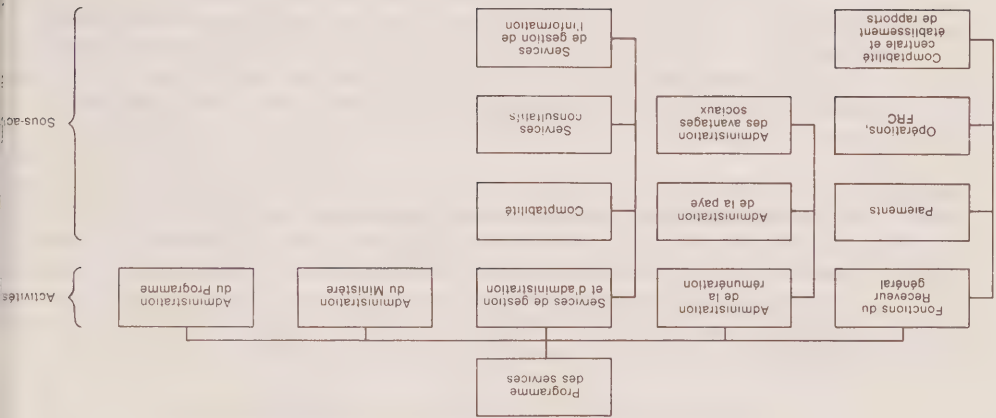 Programme
des services
Fonctions du
Receveur
général
Administration
de la
rémunération
Services de gestion
et d'administration
Administration
du Ministère
Administration
du Programme
Activités
Paiements
Administration
de la paye
Comptabilité
Opérations,
FRC
Administration
des avantages
sociaux
Services
consultatifs
Sous-ac
Comptabilité
centrale et
établissement
de rapports
Services
de gestion de
l'information